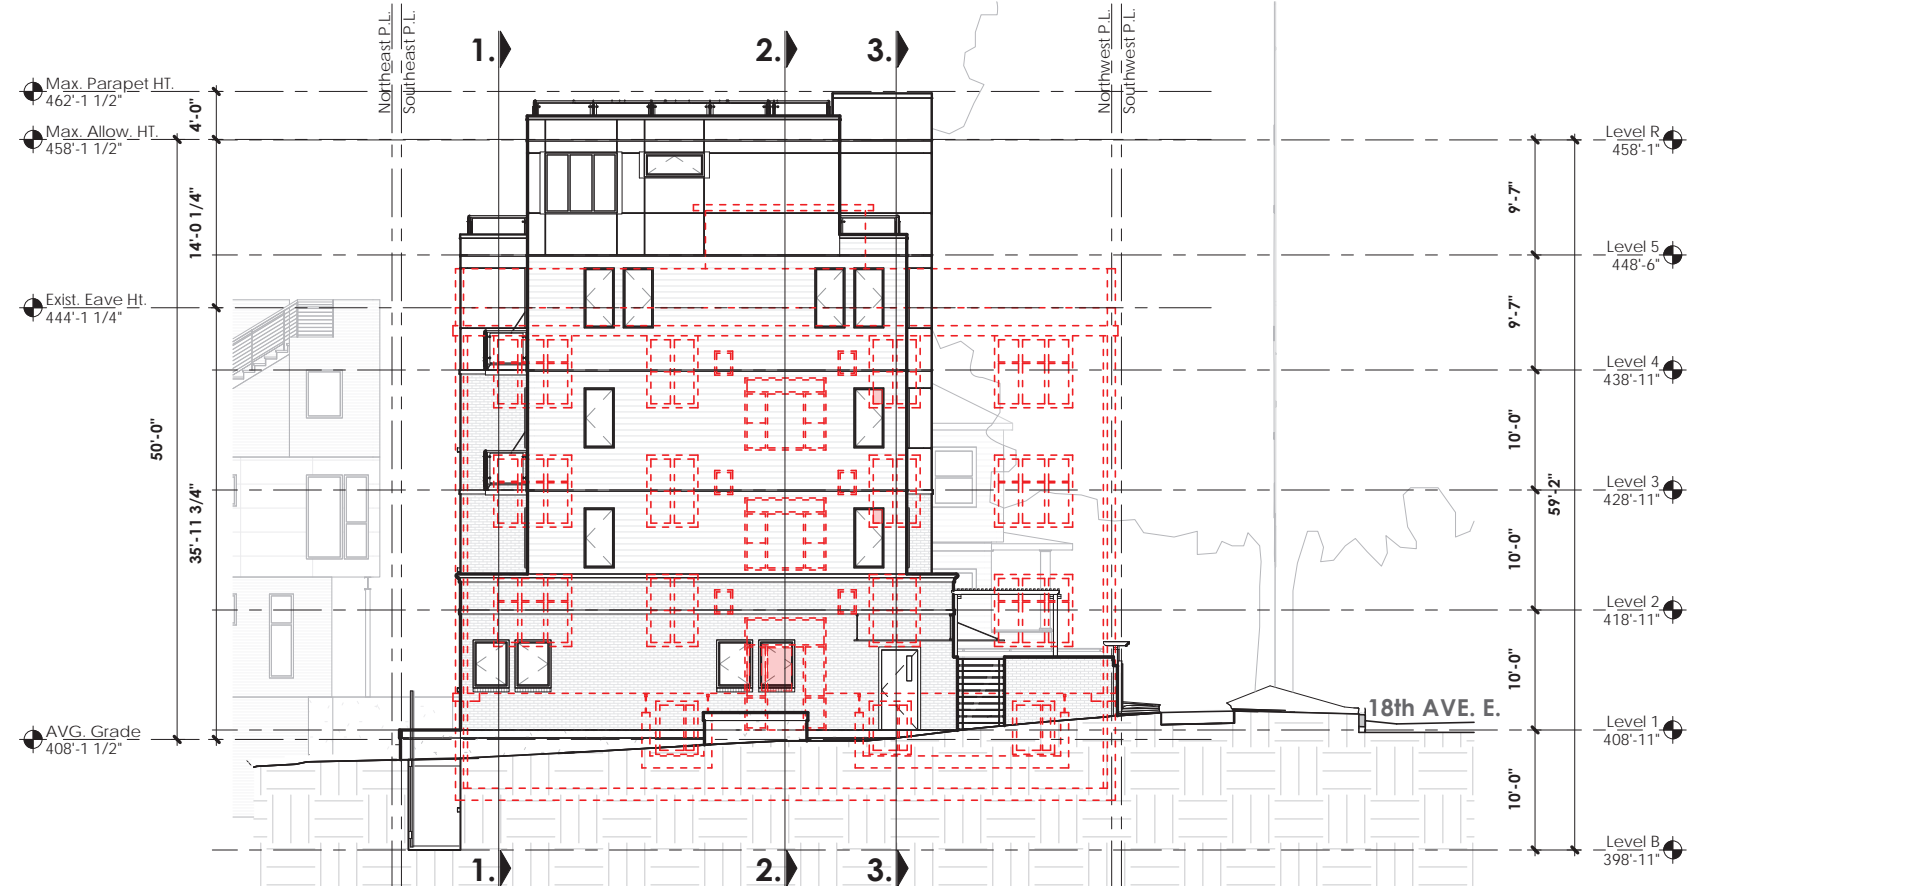 Northeast P.L.
Southeast P.L.
1.
2.
3.
Northwest P.L.
Southwest P.L.
Max. Parapet HT.
462'-1 1/2"
4'-0"
Max. Allow. HT.
458'-1 1/2"
14'-0 1/4"
Exist. Eave Ht.
444'-1 1/4"
50'-0"
35'-11 3/4"
AVG. Grade
408'-1 1/2"
Level R
458'-1"
9'-7"
Level 5
448'-6"
9'-7"
Level 4
438'-11"
10'-0"
Level 3
428'-11"
59'-2"
10'-0"
Level 2
418'-11"
10'-0"
18th AVE. E.
Level 1
408'-11"
10'-0"
Level B
398'-11"
1.
2.
3.